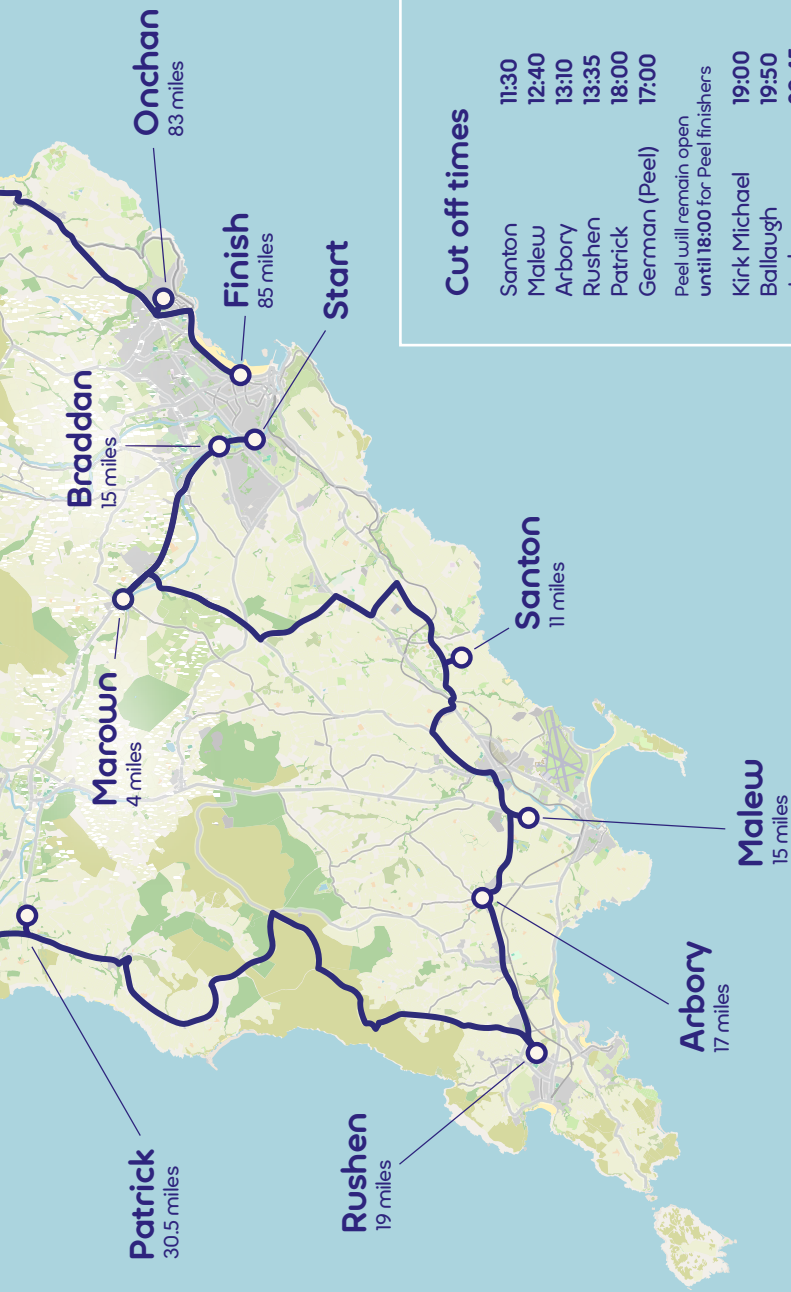 Onchan
83 miles
Finish
85 miles
Start
Braddan
1.5 miles
Marown
4 miles
Santon
11 miles
Malew
15 miles
Arbory
17 miles
Rushen
19 miles
Patrick
30.5 miles
Cut off times
Santon 11:30
Malew 12:40
Arbory 13:10
Rushen 13:35
Patrick 18:00
German (Peel) 17:00
Peel will remain open
until 18:00 for Peel finishers
Kirk Michael 19:00
Ballaugh 19:50